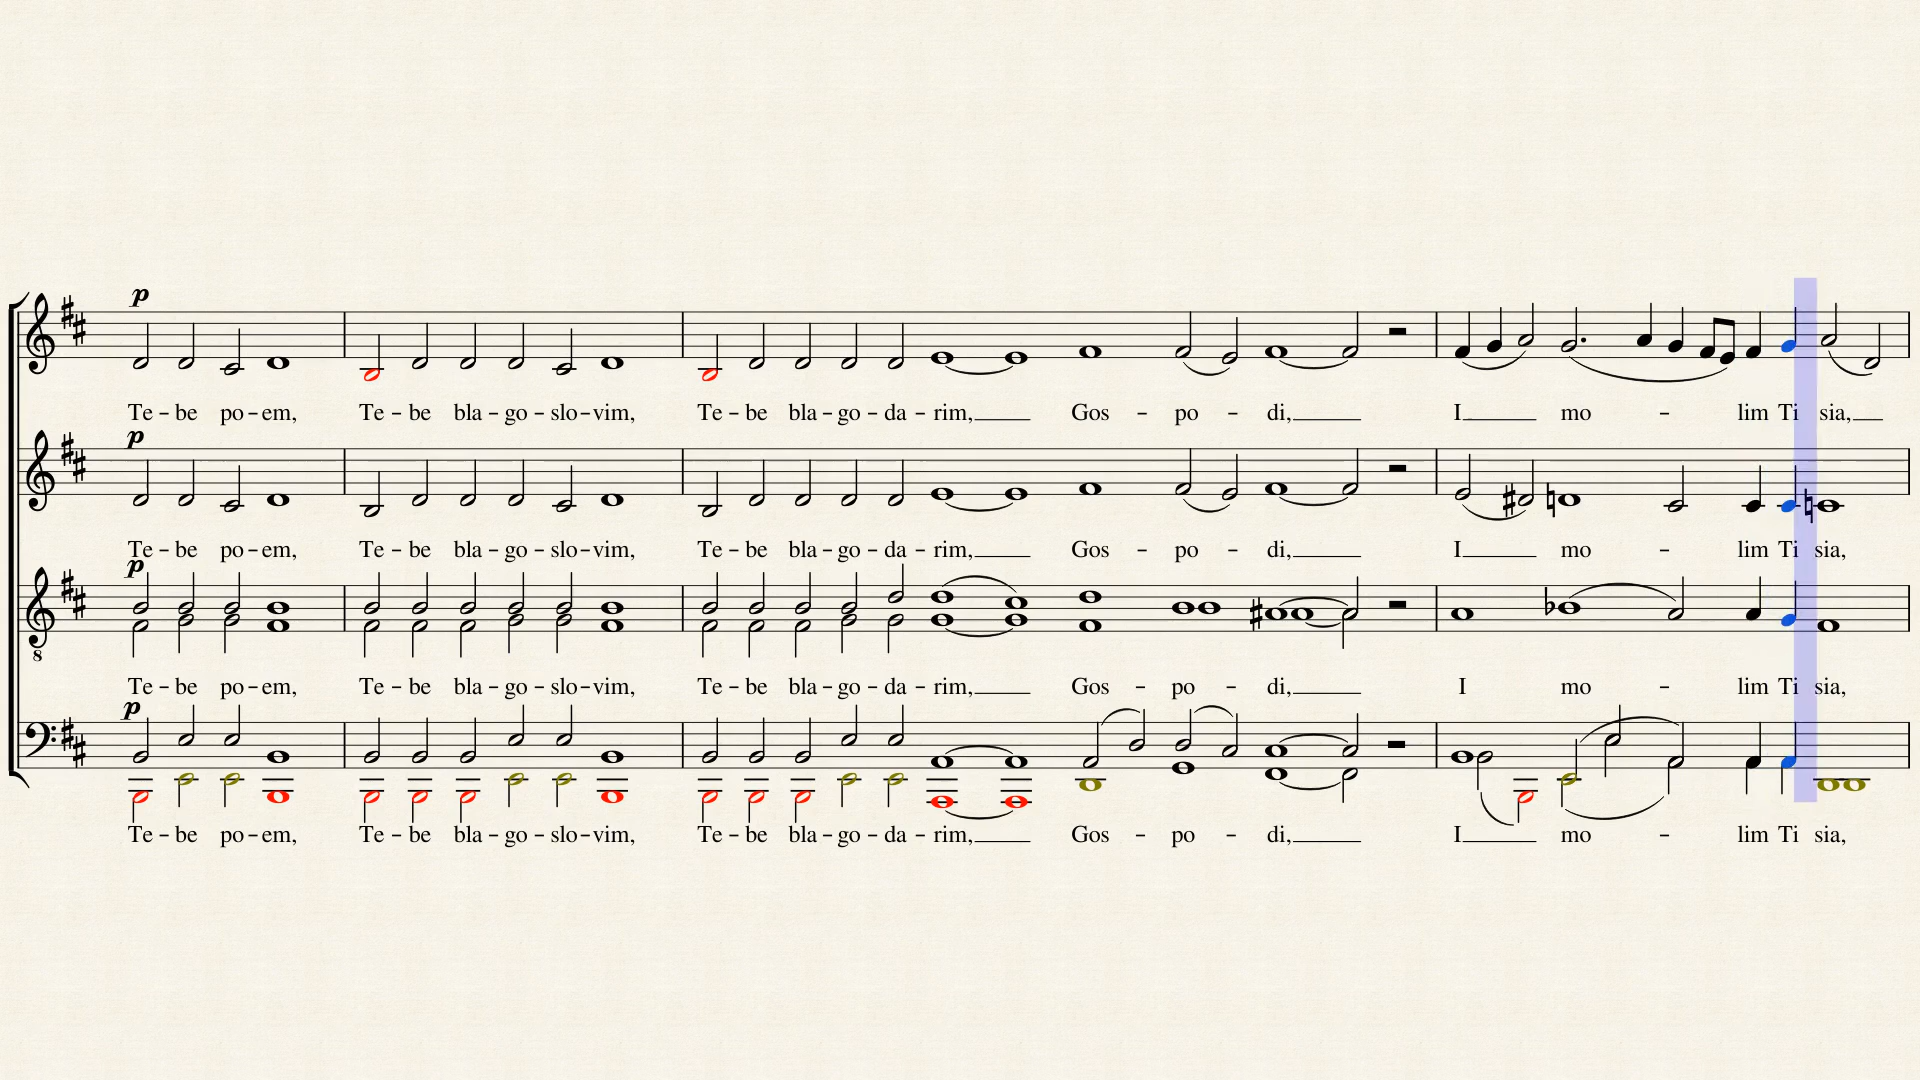 p
Te – be po – em, Te – be bla – go – slo – vim, Te – be bla – go – da – rim, Gos – po – di, I mo – lim Ti sia,
p
Te – be po – em, Te – be bla – go – slo – vim, Te – be bla – go – da – rim, Gos – po – di, I mo – lim Ti sia,
p
8
Te – be po – em, Te – be bla – go – slo – vim, Te – be bla – go – da – rim, Gos – po – di, I mo – lim Ti sia,
p
Te – be po – em, Te – be bla – go – slo – vim, Te – be bla – go – da – rim, Gos – po – di, I mo – lim Ti sia,